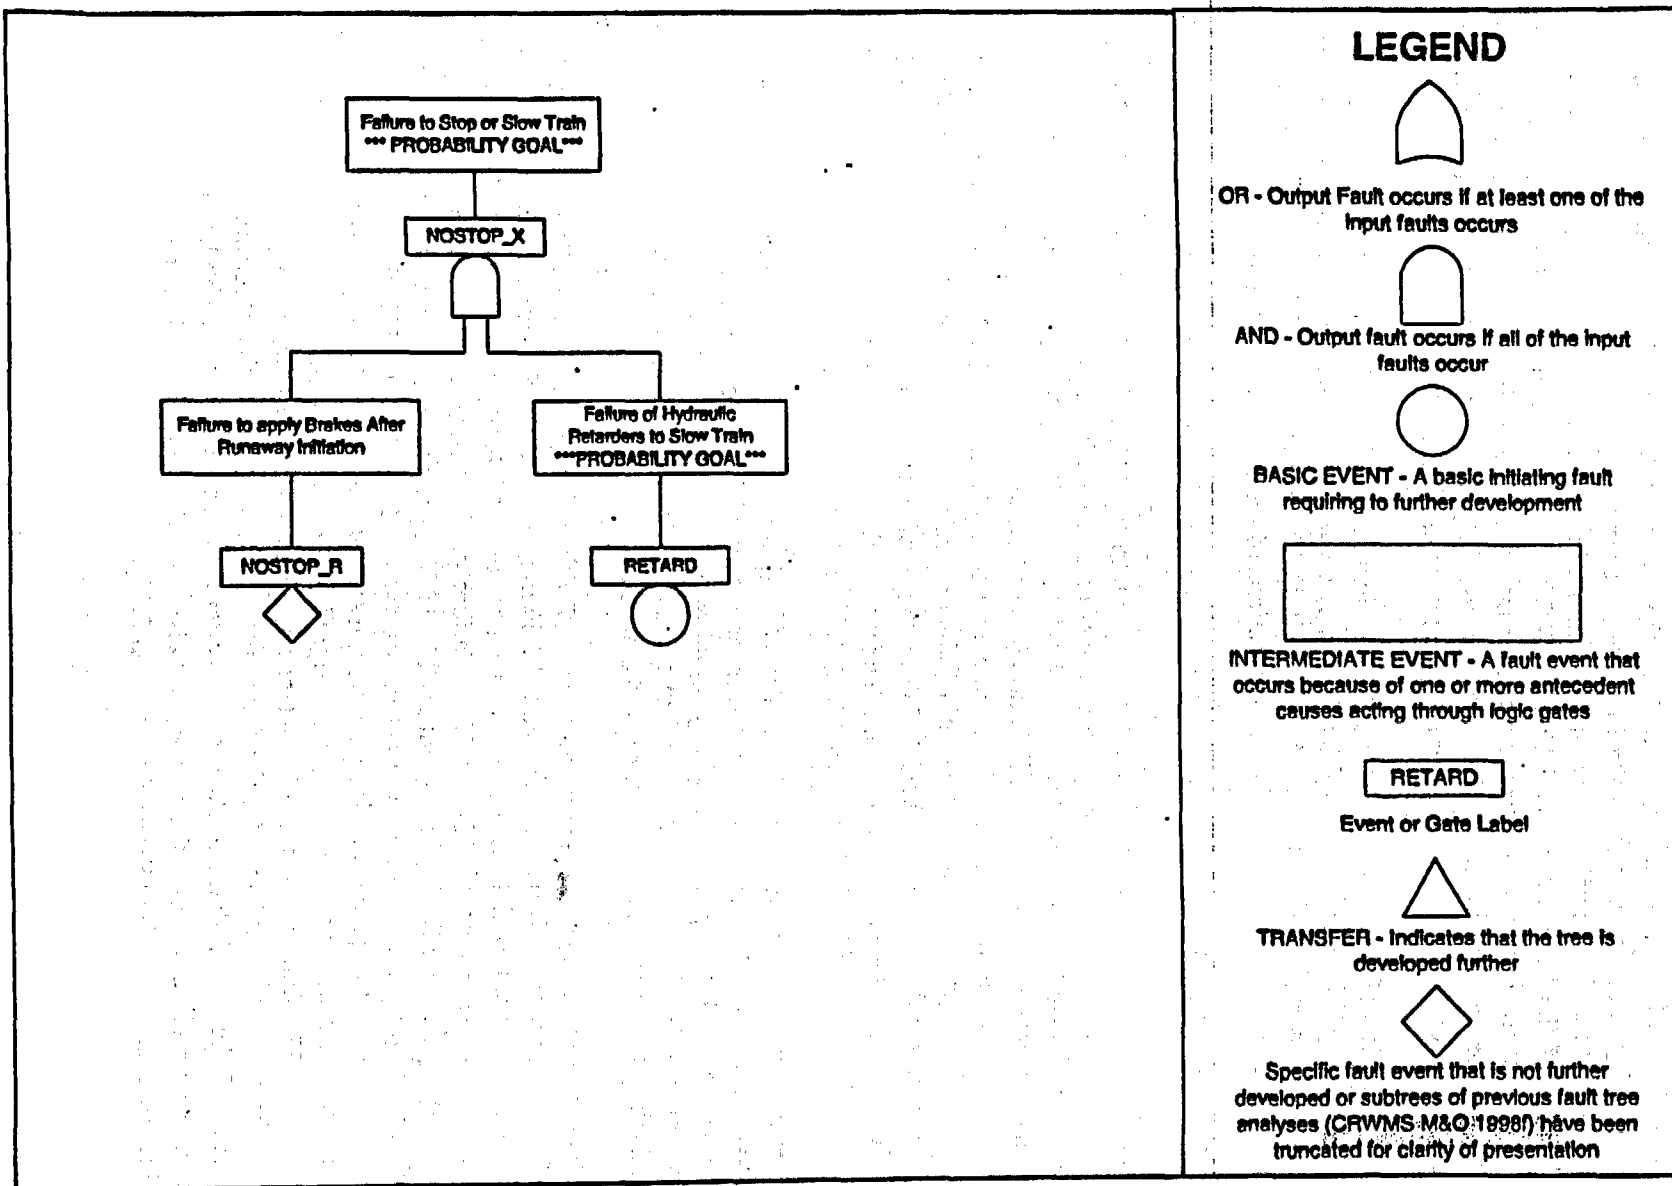 Failure to Stop or Slow Train
*** PROBABILITY GOAL***
NOSTOP_X
Failure to apply Brakes After
Runaway Initiation
Failure of Hydraulic
Retarders to Slow Train
***PROBABILITY GOAL***
NOSTOP_R
RETARD
LEGEND
OR - Output Fault occurs if at least one of the
input faults occurs
AND - Output fault occurs if all of the input
faults occur
BASIC EVENT - A basic initiating fault
requiring to further development
INTERMEDIATE EVENT - A fault event that
occurs because of one or more antecedent
causes acting through logic gates
RETARD
Event or Gate Label
TRANSFER - Indicates that the tree is
developed further
Specific fault event that is not further
developed or subtrees of previous fault tree
analyses (CRWMS M&O 1998f) have been
truncated for clarity of presentation